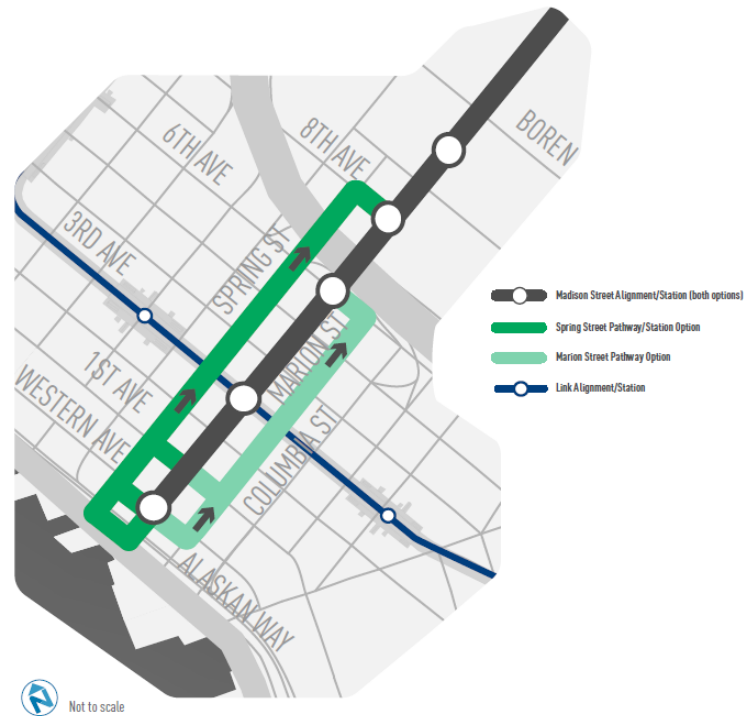 BOREN
8TH AVE
6TH AVE
3RD AVE
SPRING ST
1ST AVE
MARION ST
WESTERN AVE
COLUMBIA ST
ALASKAN WAY
Madison Street Alignment/Station (both options)
Spring Street Pathway/Station Option
Marion Street Pathway Option
Link Alignment/Station
N
Not to scale